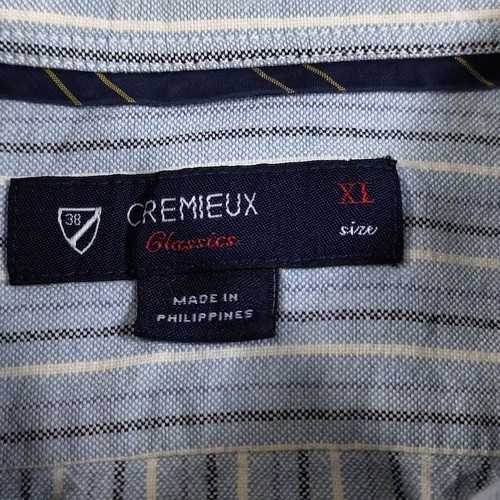 38
CREMIEUX
Classics
XL
size
MADE IN
PHILIPPINES